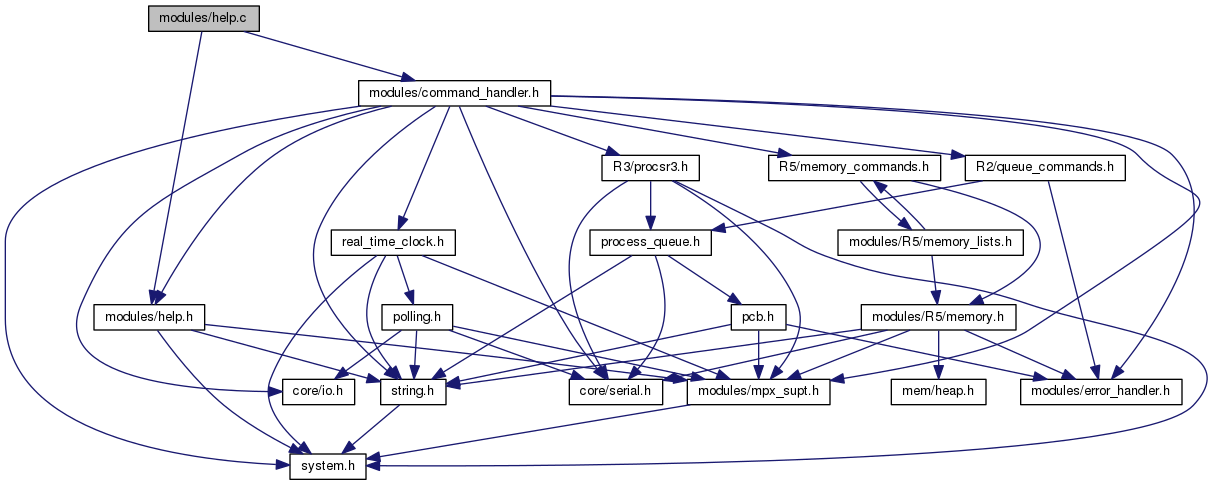 modules/help.c
modules/command_handler.h
R3/procsr3.h
R5/memory_commands.h
R2/queue_commands.h
real_time_clock.h
process_queue.h
modules/R5/memory_lists.h
modules/help.h
polling.h
pcb.h
modules/R5/memory.h
core/io.h
string.h
core/serial.h
modules/mpx_supt.h
mem/heap.h
modules/error_handler.h
system.h